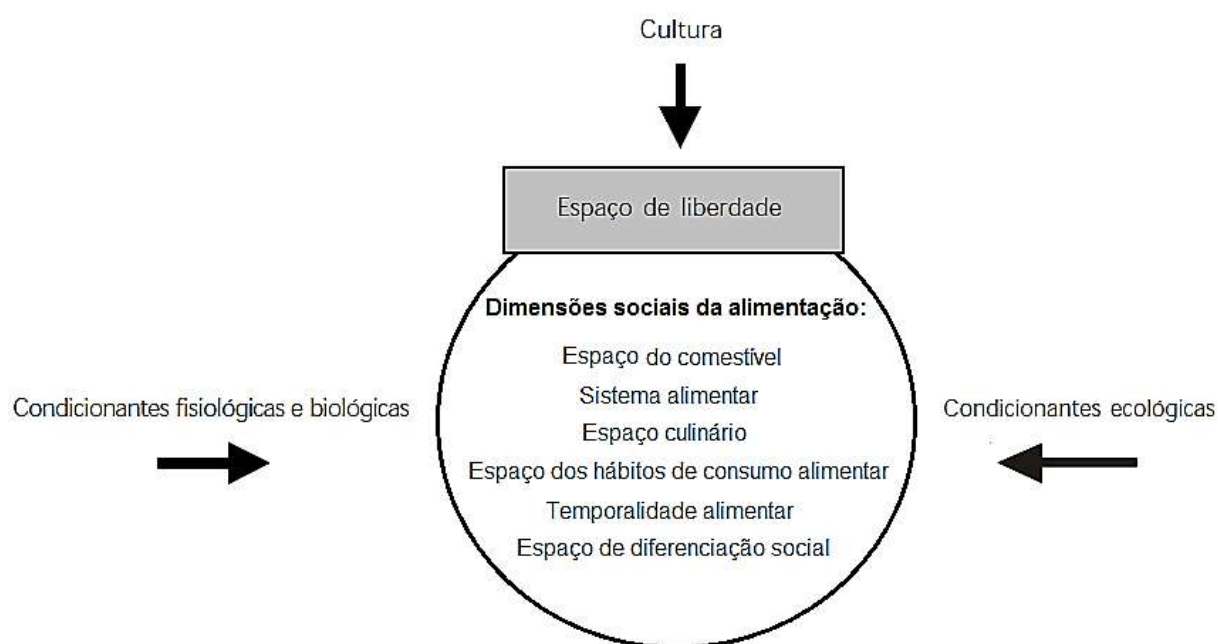 Cultura
Espaço de liberdade
Dimensões sociais da alimentação:
Espaço do comestível
Sistema alimentar
Espaço culinário
Espaço dos hábitos de consumo alimentar
Temporalidade alimentar
Espaço de diferenciação social
Condicionantes fisiológicas e biológicas
Condicionantes ecológicas